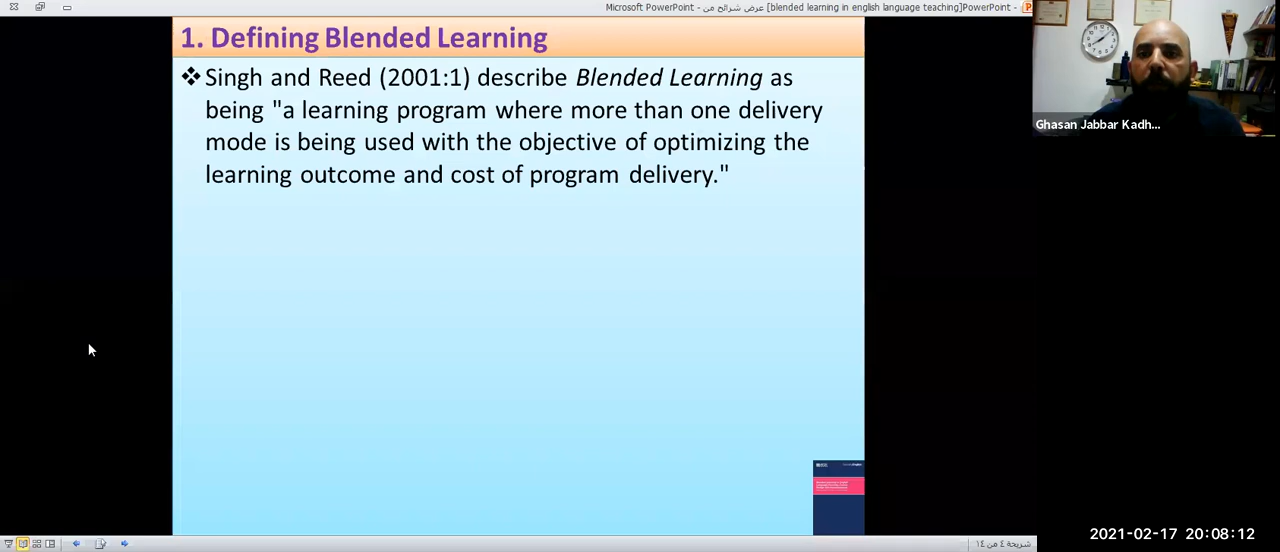 Microsoft PowerPoint - عرض شرائح من [blended learning in english language teaching]PowerPoint -
1. Defining Blended Learning
❖ Singh and Reed (2001:1) describe Blended Learning as
being "a learning program where more than one delivery
mode is being used with the objective of optimizing the
learning outcome and cost of program delivery."
Ghasan Jabbar Kadh...
2021-02-17 20:08:12
شريحة ٤ من ١٤